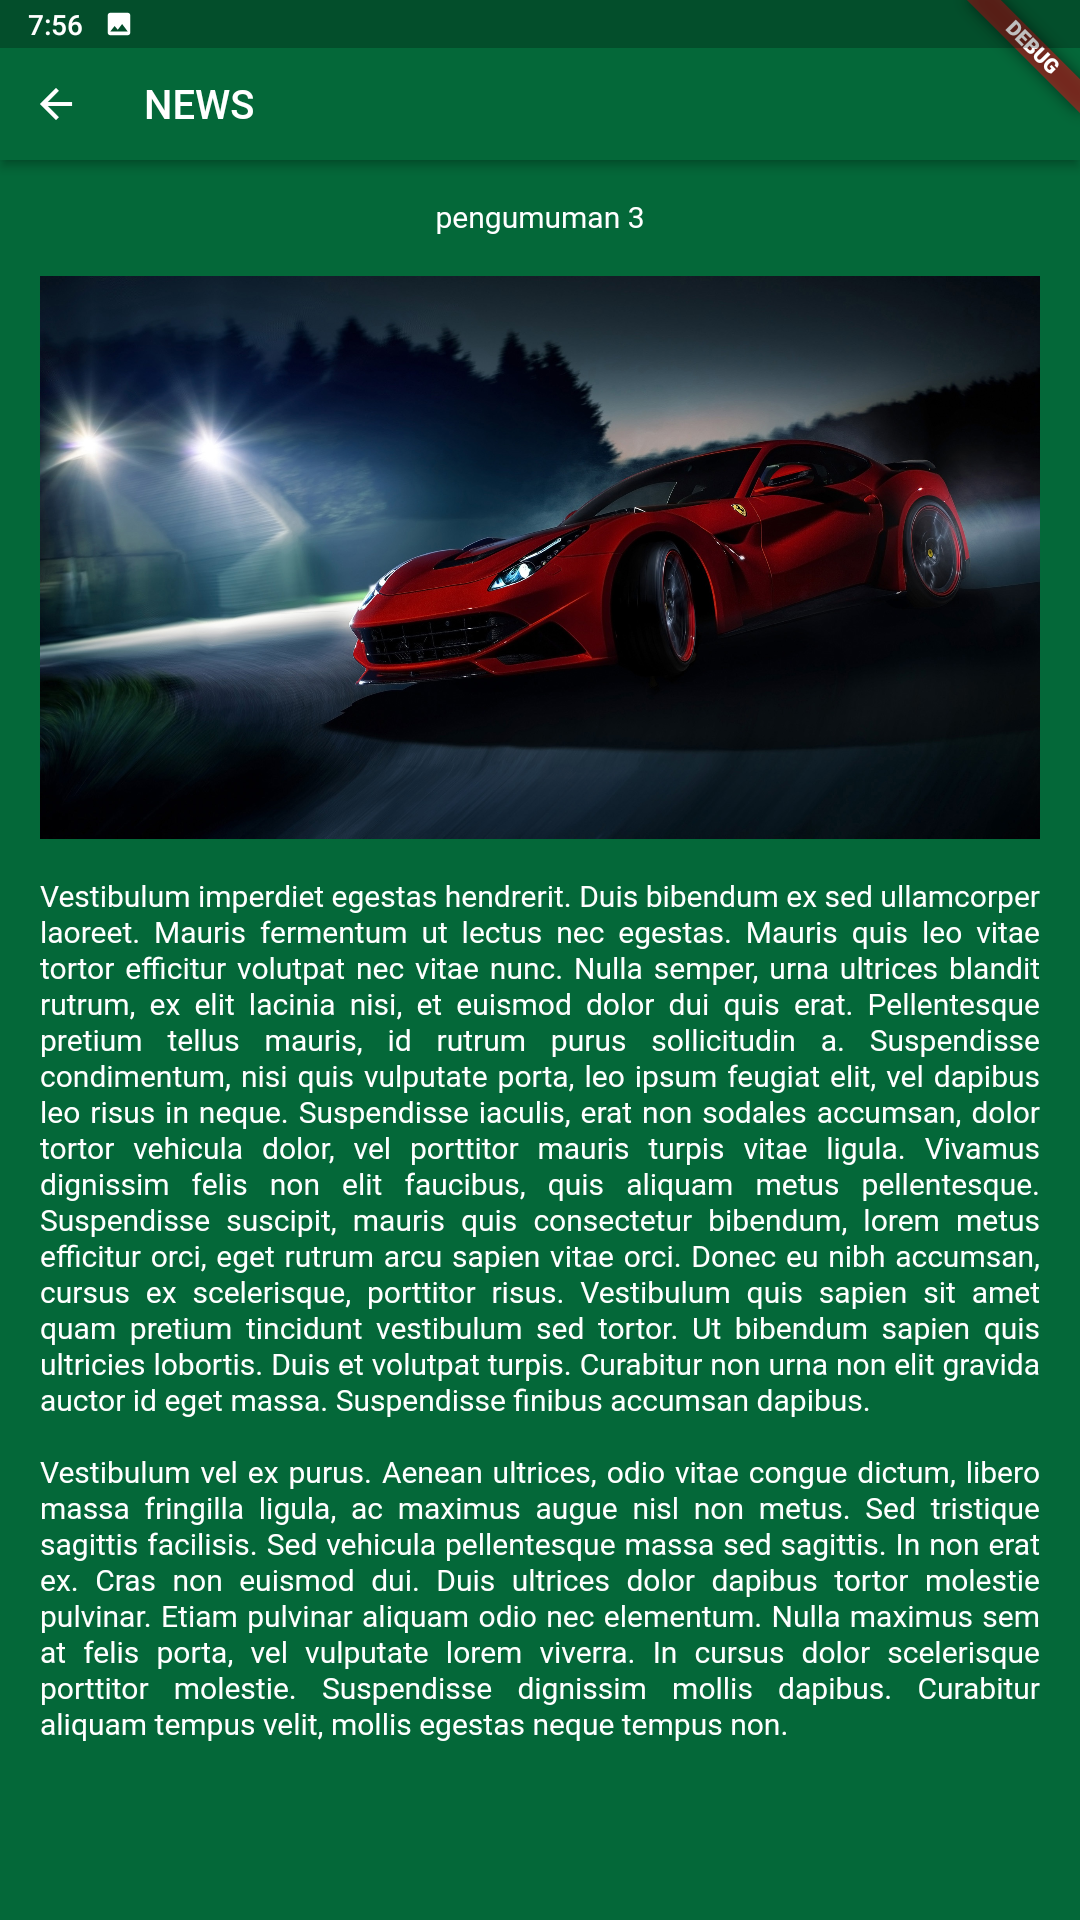 7:56
DEBUG
NEWS
pengumuman 3
Vestibulum imperdiet egestas hendrerit. Duis bibendum ex sed ullamcorper
laoreet. Mauris fermentum ut lectus nec egestas. Mauris quis leo vitae
tortor efficitur volutpat nec vitae nunc. Nulla semper, urna ultrices blandit
rutrum, ex elit lacinia nisi, et euismod dolor dui quis erat. Pellentesque
pretium tellus mauris, id rutrum purus sollicitudin a. Suspendisse
condimentum, nisi quis vulputate porta, leo ipsum feugiat elit, vel dapibus
leo risus in neque. Suspendisse iaculis, erat non sodales accumsan, dolor
tortor vehicula dolor, vel porttitor mauris turpis vitae ligula. Vivamus
dignissim felis non elit faucibus, quis aliquam metus pellentesque.
Suspendisse suscipit, mauris quis consectetur bibendum, lorem metus
efficitur orci, eget rutrum arcu sapien vitae orci. Donec eu nibh accumsan,
cursus ex scelerisque, porttitor risus. Vestibulum quis sapien sit amet
quam pretium tincidunt vestibulum sed tortor. Ut bibendum sapien quis
ultricies lobortis. Duis et volutpat turpis. Curabitur non urna non elit gravida
auctor id eget massa. Suspendisse finibus accumsan dapibus.
Vestibulum vel ex purus. Aenean ultrices, odio vitae congue dictum, libero
massa fringilla ligula, ac maximus augue nisl non metus. Sed tristique
sagittis facilisis. Sed vehicula pellentesque massa sed sagittis. In non erat
ex. Cras non euismod dui. Duis ultrices dolor dapibus tortor molestie
pulvinar. Etiam pulvinar aliquam odio nec elementum. Nulla maximus sem
at felis porta, vel vulputate lorem viverra. In cursus dolor scelerisque
porttitor molestie. Suspendisse dignissim mollis dapibus. Curabitur
aliquam tempus velit, mollis egestas neque tempus non.